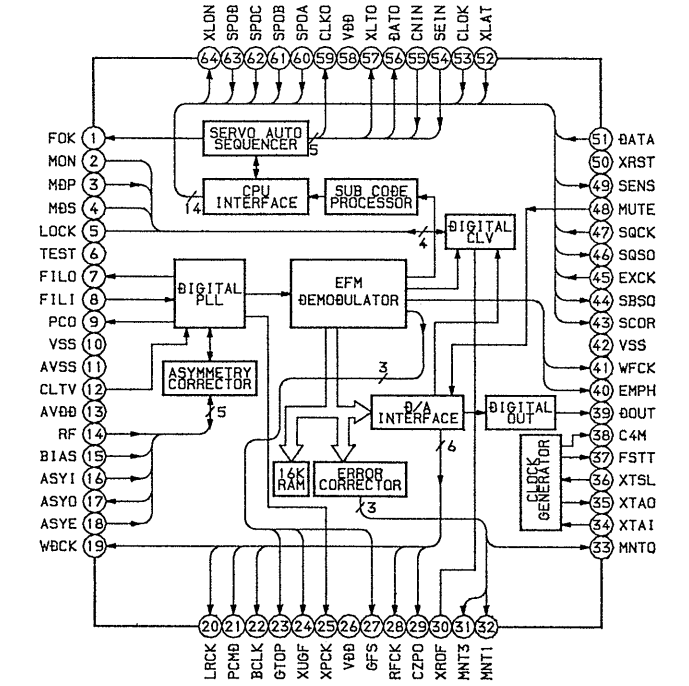 XLON
SPOD
SPOC
SPOB
SPOA
CLKO
VDD
XLTO
DATO
CNIN
SEIN
CLOK
XLAT
64
63
62
61
60
59
58
57
56
55
54
53
52
FOK 1
MON 2
MDP 3
MDS 4
LOCK 5
TEST 6
FILO 7
FILI 8
PCO 9
VSS 10
AVSS 11
CLTV 12
AVDD 13
RF 14
BIAS 15
ASYI 16
ASYO 17
ASYE 18
WDCK 19
SERVO AUTO
SEQUENCER
5
CPU
INTERFACE
14
SUB CODE
PROCESSOR
4
DIGITAL
CLV
DIGITAL
PLL
EFM
DEMODULATOR
ASYMMETRY
CORRECTOR
5
3
D/A
INTERFACE
6
DIGITAL
OUT
16K
RAM
ERROR
CORRECTOR
3
CLOCK
GENERATOR
51 DATA
50 XRST
49 SENS
48 MUTE
47 SQCK
46 SQSO
45 EXCK
44 SBSO
43 SCOR
42 VSS
41 WFCK
40 EMPH
39 DOUT
38 C4M
37 FSTT
36 XTSL
35 XTAO
34 XTAI
33 MNT0
20
21
22
23
24
25
26
27
28
29
30
31
32
LRCK
PCMD
BCLK
GTOP
XUGF
XPCK
VDD
GFS
RFCK
CZPO
XROF
MNT3
MNT1